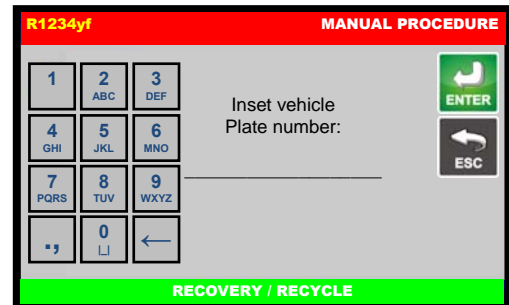 R1234yf MANUAL PROCEDURE
1 2 3
ABC DEF
4 5 6
GHI JKL MNO
7 8 9
PQRS TUV WXYZ
., 0 ←
|_|
Inset vehicle
Plate number:
____________________
ENTER
ESC
RECOVERY / RECYCLE